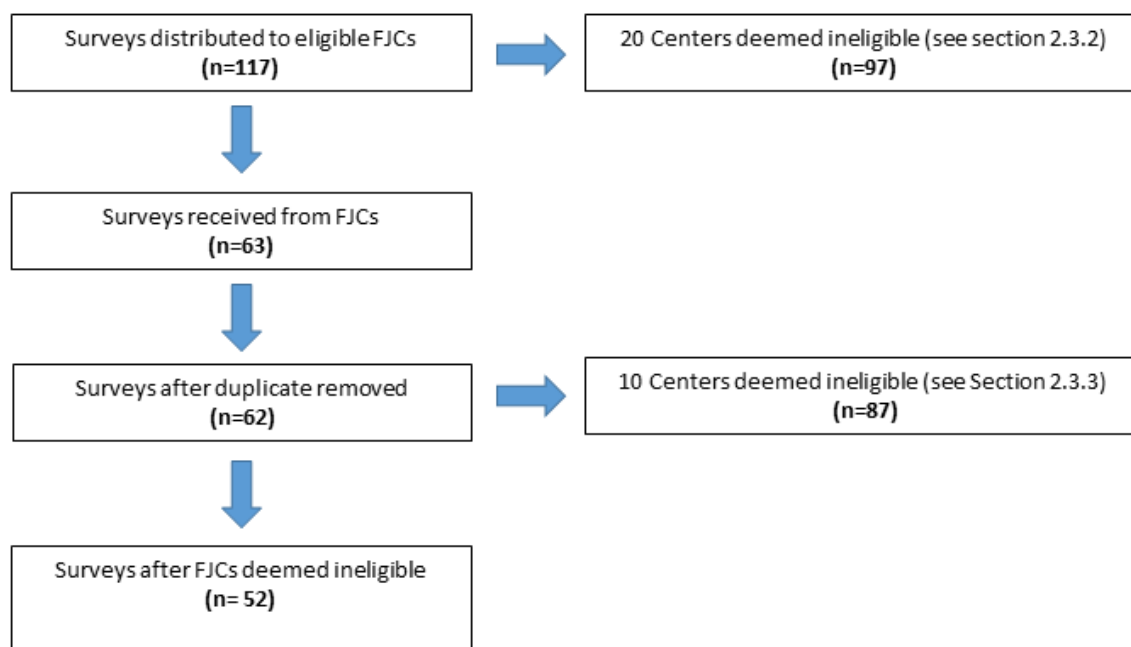 Surveys distributed to eligible FJCs
(n=117)
20 Centers deemed ineligible (see section 2.3.2)
(n=97)
Surveys received from FJCs
(n=63)
Surveys after duplicate removed
(n=62)
10 Centers deemed ineligible (see Section 2.3.3)
(n=87)
Surveys after FJCs deemed ineligible
(n= 52)